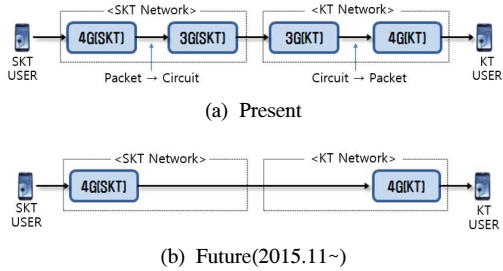 <SKT Network>
<KT Network>
4G(SKT)
3G(SKT)
3G(KT)
4G(KT)
SKT
USER
KT
USER
Packet → Circuit
Circuit → Packet
(a) Present
<SKT Network>
<KT Network>
4G(SKT)
4G(KT)
SKT
USER
KT
USER
(b) Future(2015.11~)